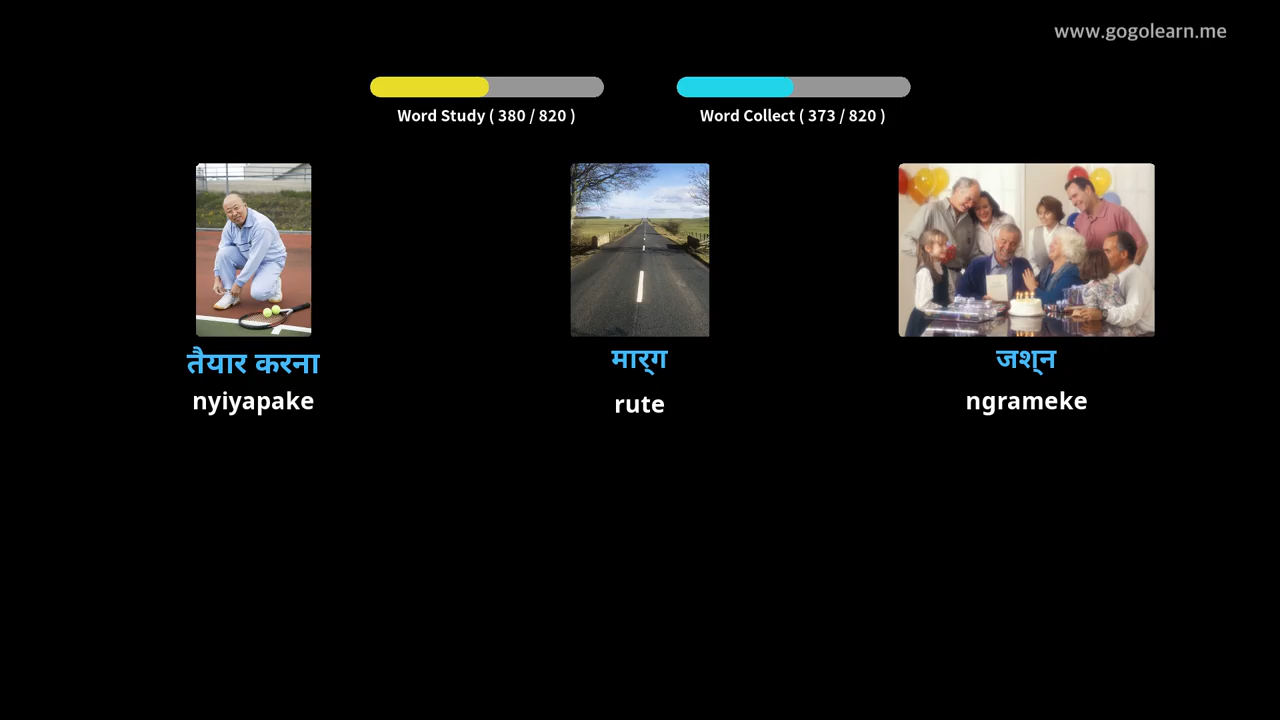 www.gogolearn.me
Word Study ( 380 / 820 )
Word Collect ( 373 / 820 )
तैयार करना
nyiyapake
मार्‌ग
rute
जश्‌न
ngrameke